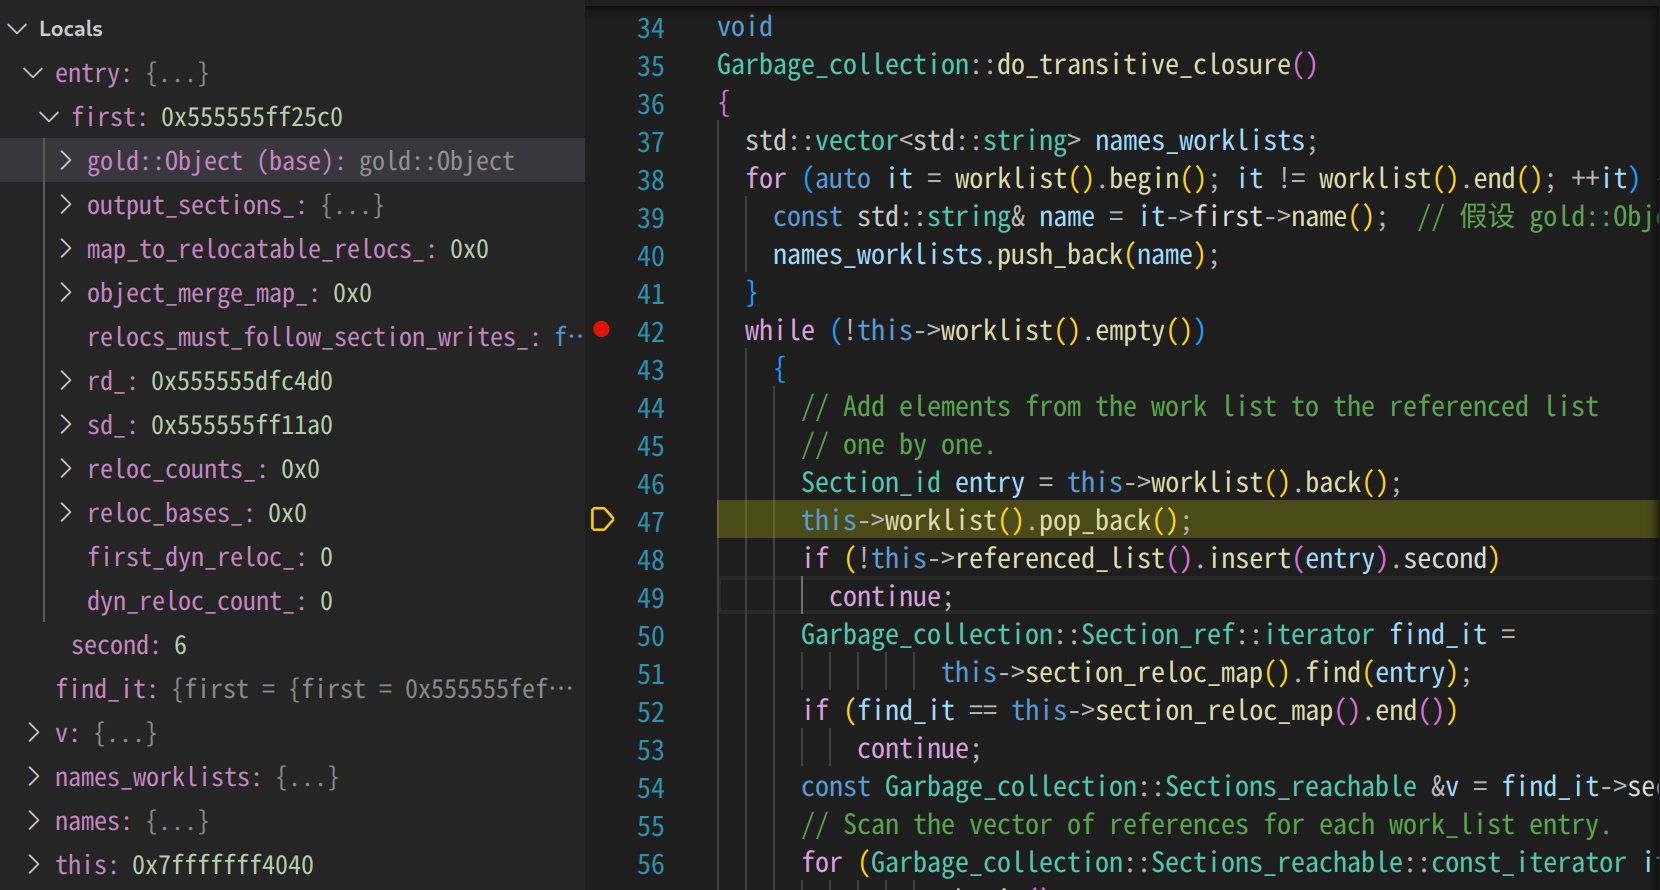 Locals
entry: {...}
first: 0x555555ff25c0
gold::Object (base): gold::Object
output_sections_: {...}
map_to_relocatable_relocs_: 0x0
object_merge_map_: 0x0
relocs_must_follow_section_writes_: f…
rd_: 0x555555dfc4d0
sd_: 0x555555ff11a0
reloc_counts_: 0x0
reloc_bases_: 0x0
first_dyn_reloc_: 0
dyn_reloc_count_: 0
second: 6
find_it: {first = {first = 0x555555fef…
v: {...}
names_worklists: {...}
names: {...}
this: 0x7fffffff4040
34 void
35 Garbage_collection::do_transitive_closure()
36 {
37 std::vector<std::string> names_worklists;
38 for (auto it = worklist().begin(); it != worklist().end(); ++it)
39 const std::string& name = it->first->name(); // 假设 gold::Obj
40 names_worklists.push_back(name);
41 }
42 while (!this->worklist().empty())
43 {
44 // Add elements from the work list to the referenced list
45 // one by one.
46 Section_id entry = this->worklist().back();
47 this->worklist().pop_back();
48 if (!this->referenced_list().insert(entry).second)
49 continue;
50 Garbage_collection::Section_ref::iterator find_it =
51 this->section_reloc_map().find(entry);
52 if (find_it == this->section_reloc_map().end())
53 continue;
54 const Garbage_collection::Sections_reachable &v = find_it->sec
55 // Scan the vector of references for each work_list entry.
56 for (Garbage_collection::Sections_reachable::const_iterator it